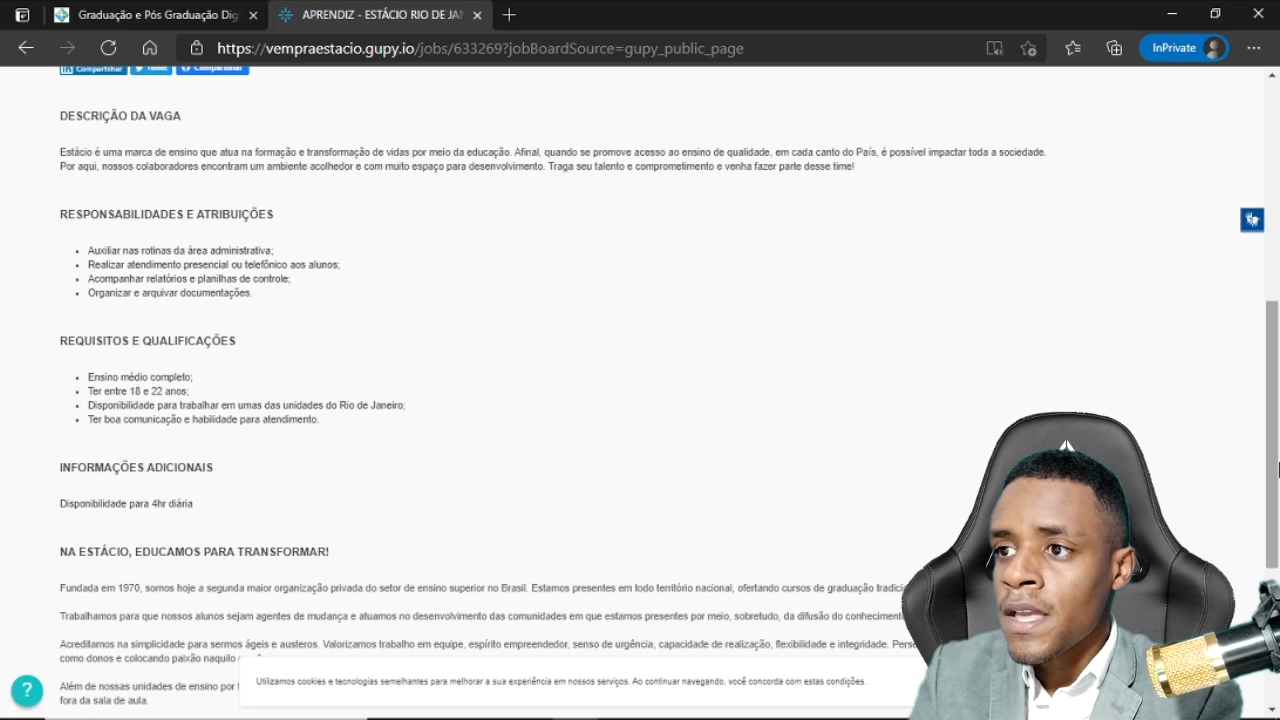 Graduação e Pós Graduação Dig
APRENDIZ - ESTÁCIO RIO DE JAN
https://vempraestacio.gupy.io/jobs/633269?jobBoardSource=gupy_public_page
InPrivate
Compartilhar
Tweet
Compartilhar
DESCRIÇÃO DA VAGA
Estácio é uma marca de ensino que atua na formação e transformação de vidas por meio da educação. Afinal, quando se promove acesso ao ensino de qualidade, em cada canto do País, é possível impactar toda a sociedade.
Por aqui, nossos colaboradores encontram um ambiente acolhedor e com muito espaço para desenvolvimento. Traga seu talento e comprometimento e venha fazer parte desse time!
RESPONSABILIDADES E ATRIBUIÇÕES
Auxiliar nas rotinas da área administrativa;
Realizar atendimento presencial ou telefônico aos alunos;
Acompanhar relatórios e planilhas de controle;
Organizar e arquivar documentações.
REQUISITOS E QUALIFICAÇÕES
Ensino médio completo;
Ter entre 18 e 22 anos;
Disponibilidade para trabalhar em umas das unidades do Rio de Janeiro;
Ter boa comunicação e habilidade para atendimento.
INFORMAÇÕES ADICIONAIS
Disponibilidade para 4hr diária
NA ESTÁCIO, EDUCAMOS PARA TRANSFORMAR!
Fundada em 1970, somos hoje a segunda maior organização privada do setor de ensino superior no Brasil. Estamos presentes em todo território nacional, ofertando cursos de graduação tradici
Trabalhamos para que nossos alunos sejam agentes de mudança e atuamos no desenvolvimento das comunidades em que estamos presentes por meio, sobretudo, da difusão do conheciment
Acreditamos na simplicidade para sermos ágeis e austeros. Valorizamos trabalho em equipe, espírito empreendedor, senso de urgência, capacidade de realização, flexibilidade e integridade. Perse
como donos e colocando paixão naquilo
Utilizamos cookies e tecnologias semelhantes para melhorar a sua experiência em nossos serviços. Ao continuar navegando, você concorda com estas condições.
Além de nossas unidades de ensino por
fora da sala de aula.
?